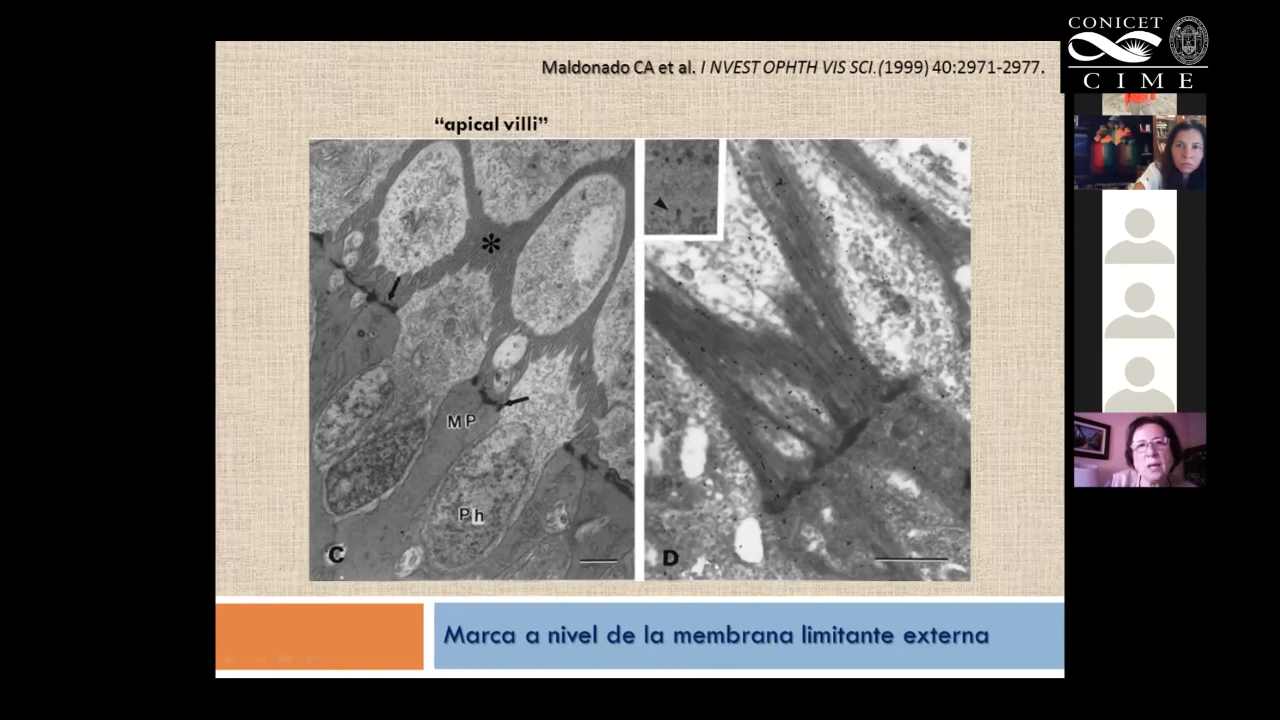 CONICET
CIME
Maldonado CA et al. I NVEST OPHTH VIS SCI.(1999) 40:2971-2977.
“apical villi”
*
MP
Ph
C
D
Marca a nivel de la membrana limitante externa